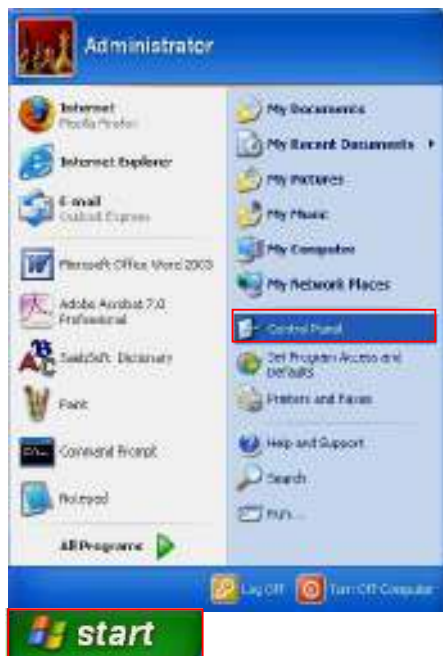 Administrator
Internet
Mozilla Firefox
Internet Explorer
E-mail
Outlook Express
Microsoft Office Word 2003
Adobe Acrobat 7.0
Professional
Dictionary
Paint
Command Prompt
Notepad
All Programs
My Documents
My Recent Documents
My Pictures
My Music
My Computer
My Network Places
Control Panel
Set Program Access and
Defaults
Printers and Faxes
Help and Support
Search
Run...
Log Off
Turn Off Computer
start